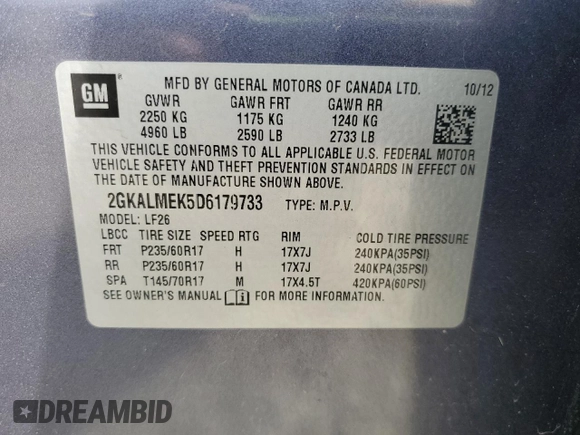 GM
MFD BY GENERAL MOTORS OF CANADA LTD. 10/12
GVWR GAWR FRT GAWR RR
2250 KG 1175 KG 1240 KG
4960 LB 2590 LB 2733 LB
THIS VEHICLE CONFORMS TO ALL APPLICABLE U.S. FEDERAL MOTOR
VEHICLE SAFETY AND THEFT PREVENTION STANDARDS IN EFFECT ON
THE DATE OF MANUFACTURE SHOWN ABOVE.
2GKALMEK5D6179733 TYPE: M.P.V.
MODEL: LF26
LBCC TIRE SIZE SPEED RTG RIM COLD TIRE PRESSURE
FRT P235/60R17 H 17X7J 240KPA(35PSI)
RR P235/60R17 H 17X7J 240KPA(35PSI)
SPA T145/70R17 M 17X4.5T 420KPA(60PSI)
SEE OWNER'S MANUAL FOR MORE INFORMATION.
DREAMBID